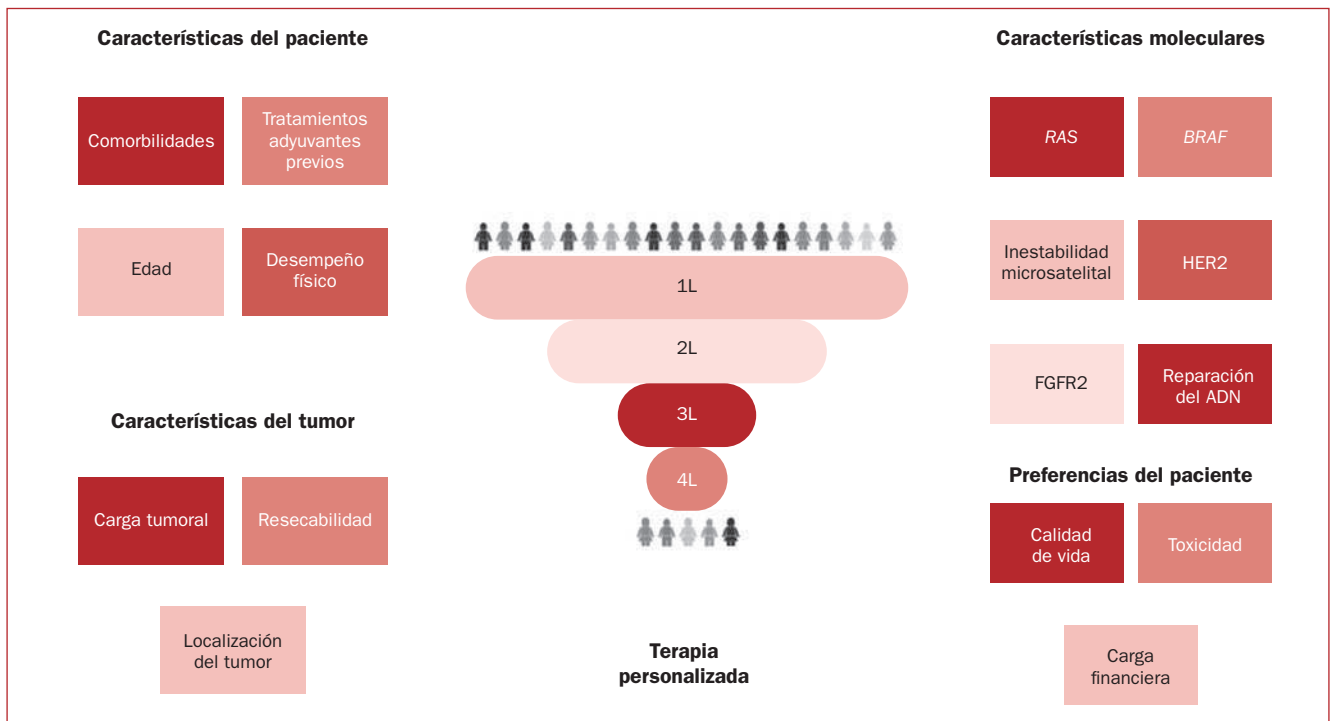 Características del paciente
Comorbilidades
Tratamientos
adyuvantes
previos
Edad
Desempeño
físico
Características del tumor
Carga tumoral
Resecabilidad
Localización
del tumor
1L
2L
3L
4L
Terapia
personalizada
Características moleculares
RAS
BRAF
Inestabilidad
microsatelital
HER2
FGFR2
Reparación
del ADN
Preferencias del paciente
Calidad
de vida
Toxicidad
Carga
financiera